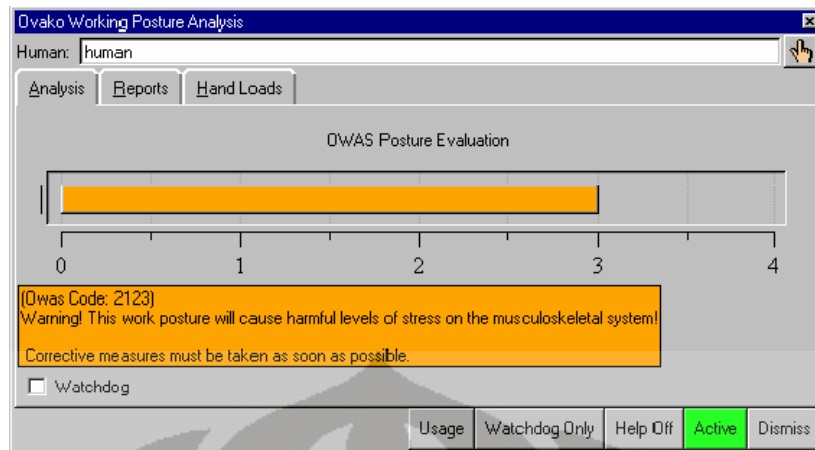 Ovako Working Posture Analysis
Human: human
Analysis Reports Hand Loads
OWAS Posture Evaluation
0 1 2 3 4
(Owas Code: 2123)
Warning! This work posture will cause harmful levels of stress on the musculoskeletal system!
Corrective measures must be taken as soon as possible.
Watchdog
Usage Watchdog Only Help Off Active Dismiss